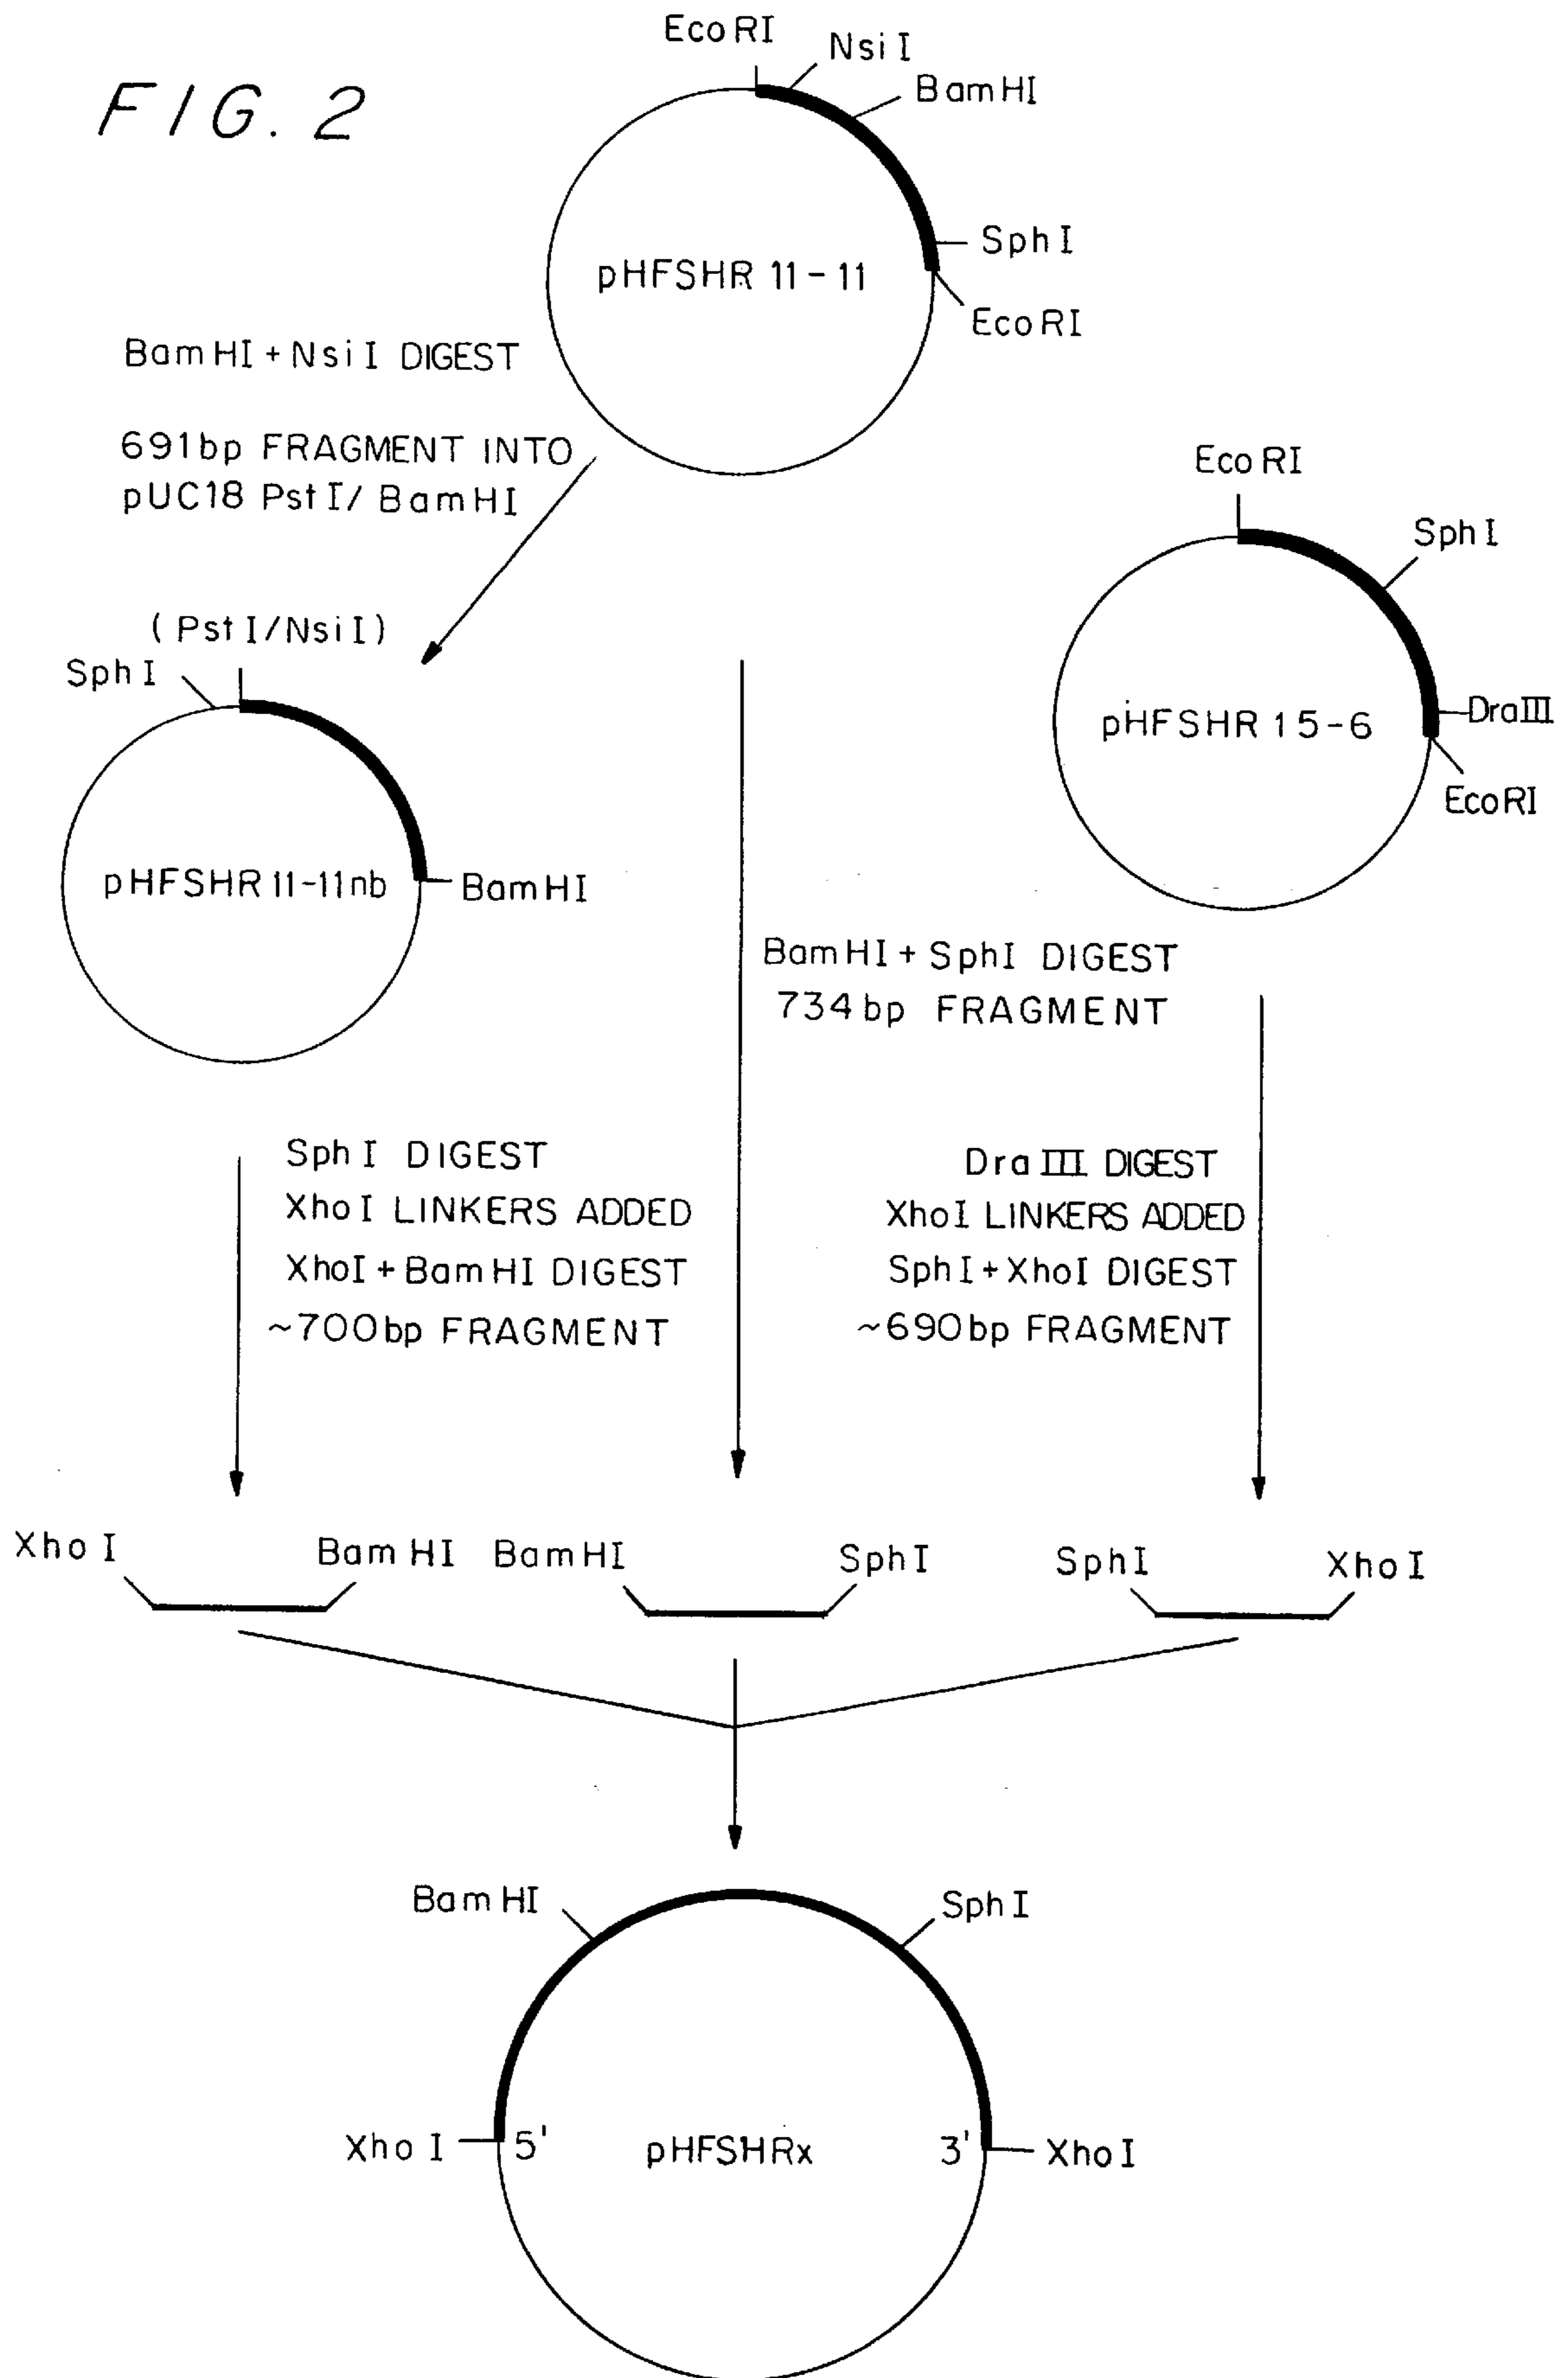 FIG. 2
EcoRI
NsiI
BamHI
SphI
pHFSHR 11-11
EcoRI
BamHI + NsiI DIGEST
691bp FRAGMENT INTO
pUC18 PstI/BamHI
EcoRI
SphI
pHFSHR 15-6
DraIII
EcoRI
(PstI/NsiI)
SphI
pHFSHR 11-11nb
BamHI
BamHI + SphI DIGEST
734bp FRAGMENT
SphI DIGEST
XhoI LINKERS ADDED
XhoI + BamHI DIGEST
~700bp FRAGMENT
DraIII DIGEST
XhoI LINKERS ADDED
SphI + XhoI DIGEST
~690bp FRAGMENT
XhoI
BamHI
BamHI
SphI
SphI
XhoI
BamHI
SphI
XhoI
5'
pHFSHRx
3'
XhoI